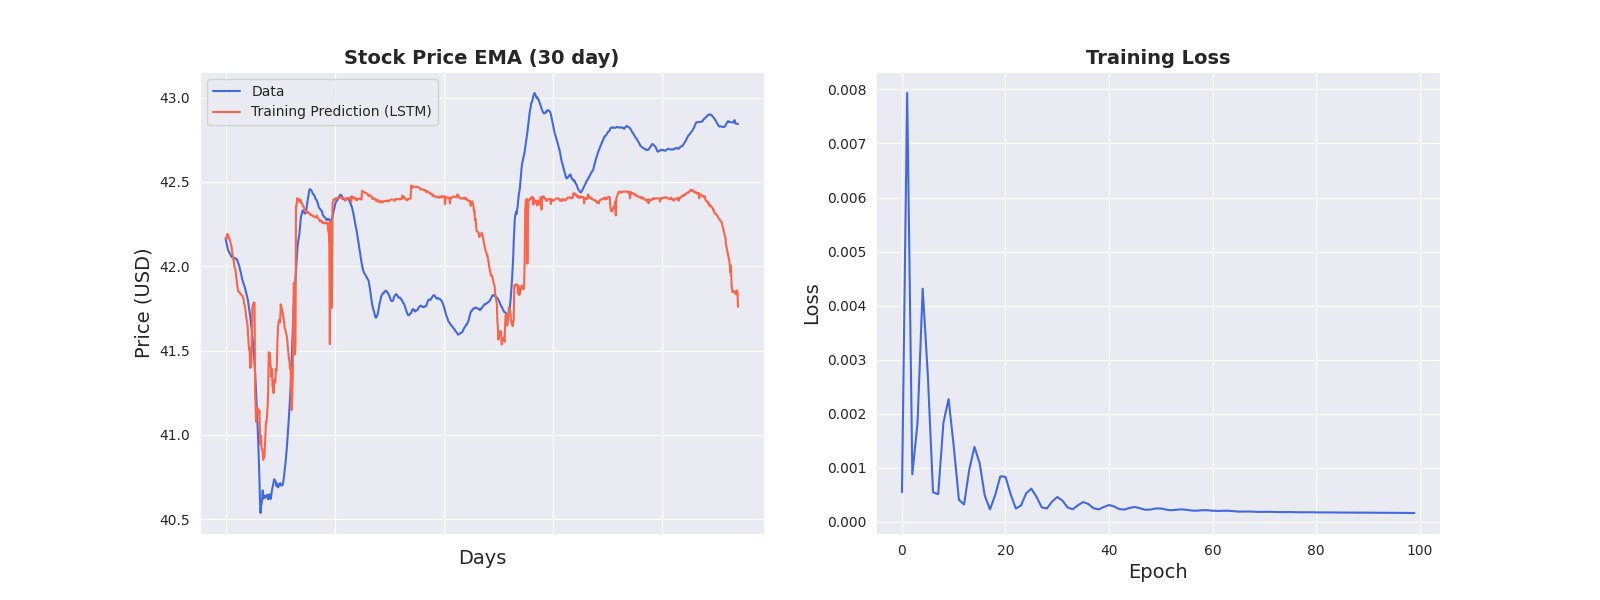 Stock Price EMA (30 day)
Data
Training Prediction (LSTM)
43.0
42.5
42.0
41.5
41.0
40.5
Price (USD)
Days
Training Loss
0.008
0.007
0.006
0.005
0.004
0.003
0.002
0.001
0.000
Loss
0 20 40 60 80 100
Epoch